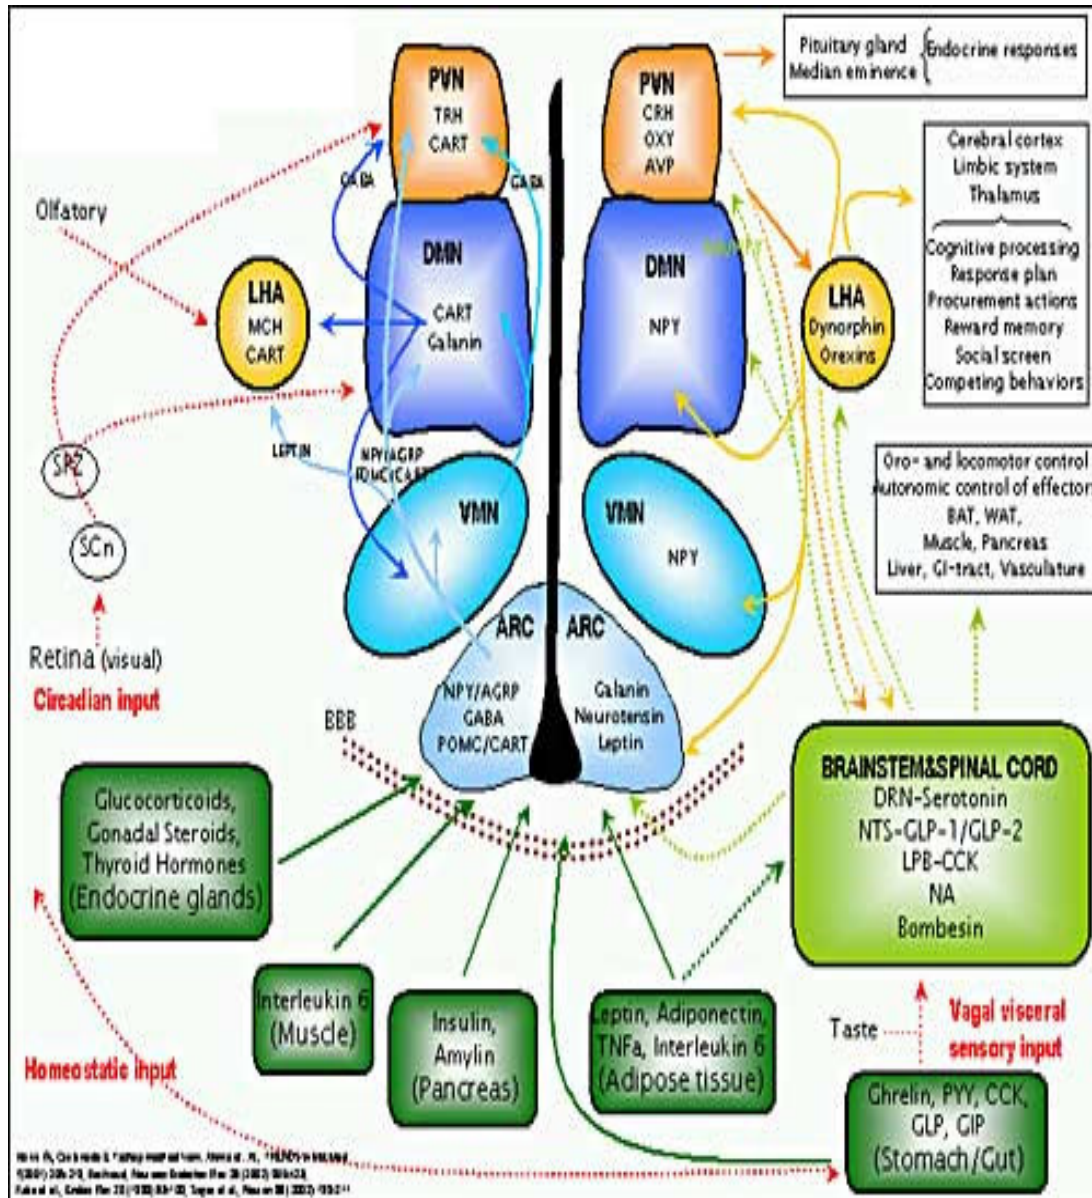 PVN
TRH
CART
GABA
GABA
PVN
CRH
OXY
AVP
Pituitary gland
Median eminence
Endocrine responses
Cerebral cortex
Limbic system
Thalamus
Cognitive processing
Response plan
Procurement actions
Reward memory
Social screen
Competing behaviors
Olfatory
LHA
MCH
CART
DMN
CART
Galanin
DMN
NPY
LHA
Dynorphin
Orexins
LEPTIN
NPY/AGRP
POMC/CART
SPZ
SCn
Retina (visual)
Circadian input
VMN
VMN
NPY
Oro- and locomotor control
Autonomic control of effector
BAT, WAT,
Muscle, Pancreas
Liver, GI-tract, Vasculature
ARC
ARC
NPY/AGRP
GABA
POMC/CART
Galanin
Neurotensin
Leptin
BBB
BRAINSTEM&SPINAL CORD
DRN-Serotonin
NTS-GLP-1/GLP-2
LPB-CCK
NA
Bombesin
Glucocorticoids,
Gonadal Steroids,
Thyroid Hormones
(Endocrine glands)
Interleukin 6
(Muscle)
Insulin,
Amylin
(Pancreas)
Leptin, Adiponectin,
TNFa, Interleukin 6
(Adipose tissue)
Taste
Vagal visceral
sensory input
Homeostatic input
Ghrelin, PYY, CCK,
GLP, GIP
(Stomach/Gut)